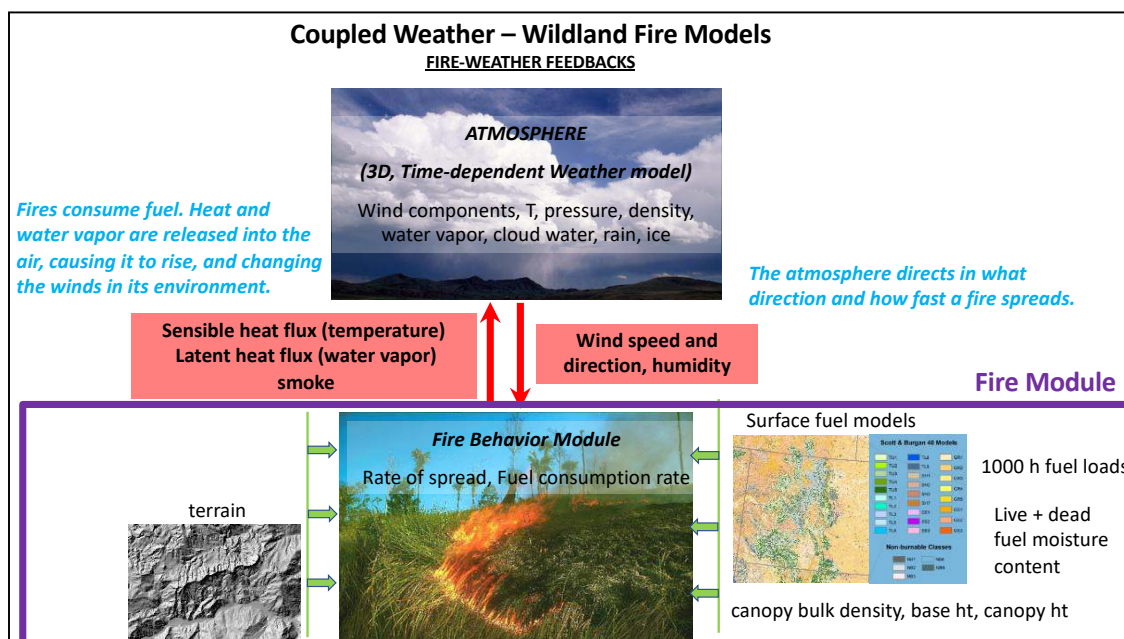 Coupled Weather – Wildland Fire Models
FIRE-WEATHER FEEDBACKS
ATMOSPHERE
(3D, Time-dependent Weather model)
Wind components, T, pressure, density,
water vapor, cloud water, rain, ice
Fires consume fuel. Heat and
water vapor are released into the
air, causing it to rise, and changing
the winds in its environment.
The atmosphere directs in what
direction and how fast a fire spreads.
Sensible heat flux (temperature)
Latent heat flux (water vapor)
smoke
Wind speed and
direction, humidity
Fire Module
Fire Behavior Module
Rate of spread, Fuel consumption rate
terrain
Surface fuel models
Scott & Burgan 40 Models
Non-burnable Classes
1000 h fuel loads
Live + dead
fuel moisture
content
canopy bulk density, base ht, canopy ht